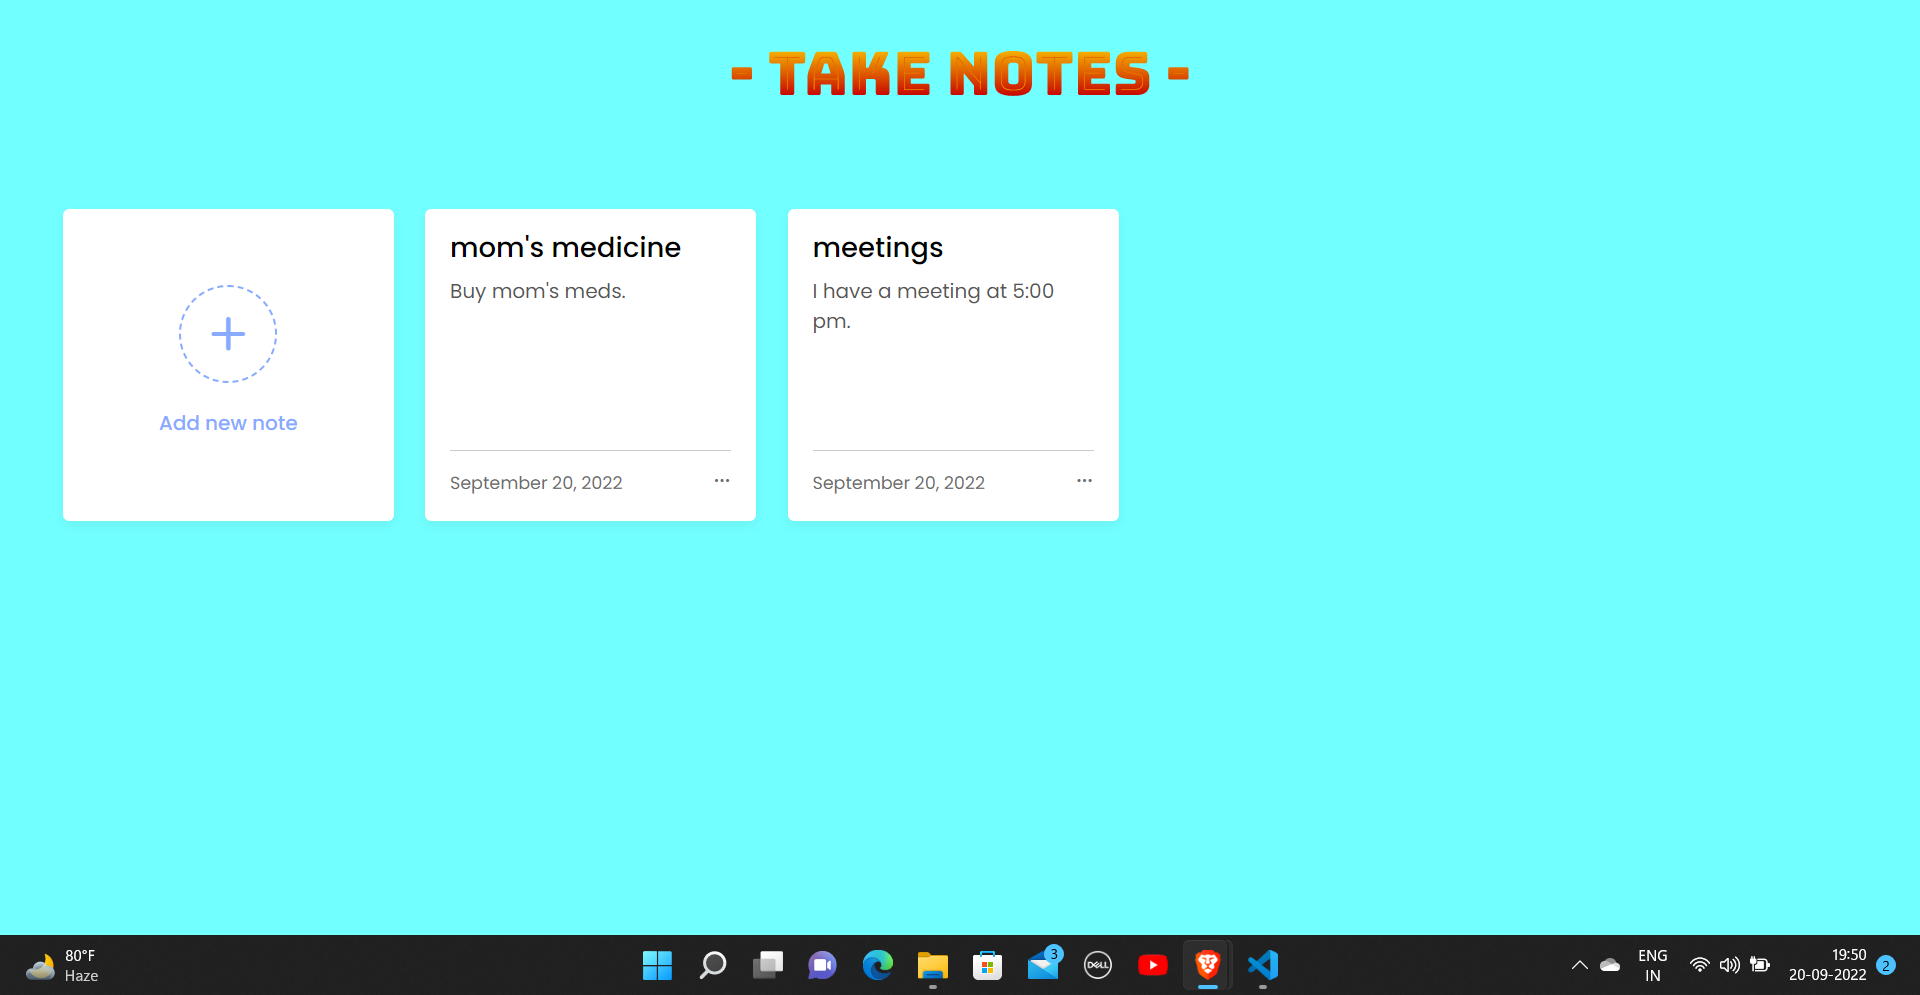 - TAKE NOTES -
Add new note
mom's medicine
Buy mom's meds.
September 20, 2022
...
meetings
I have a meeting at 5:00
pm.
September 20, 2022
...
80°F
Haze
3
DELL
ENG
IN
19:50
20-09-2022
2